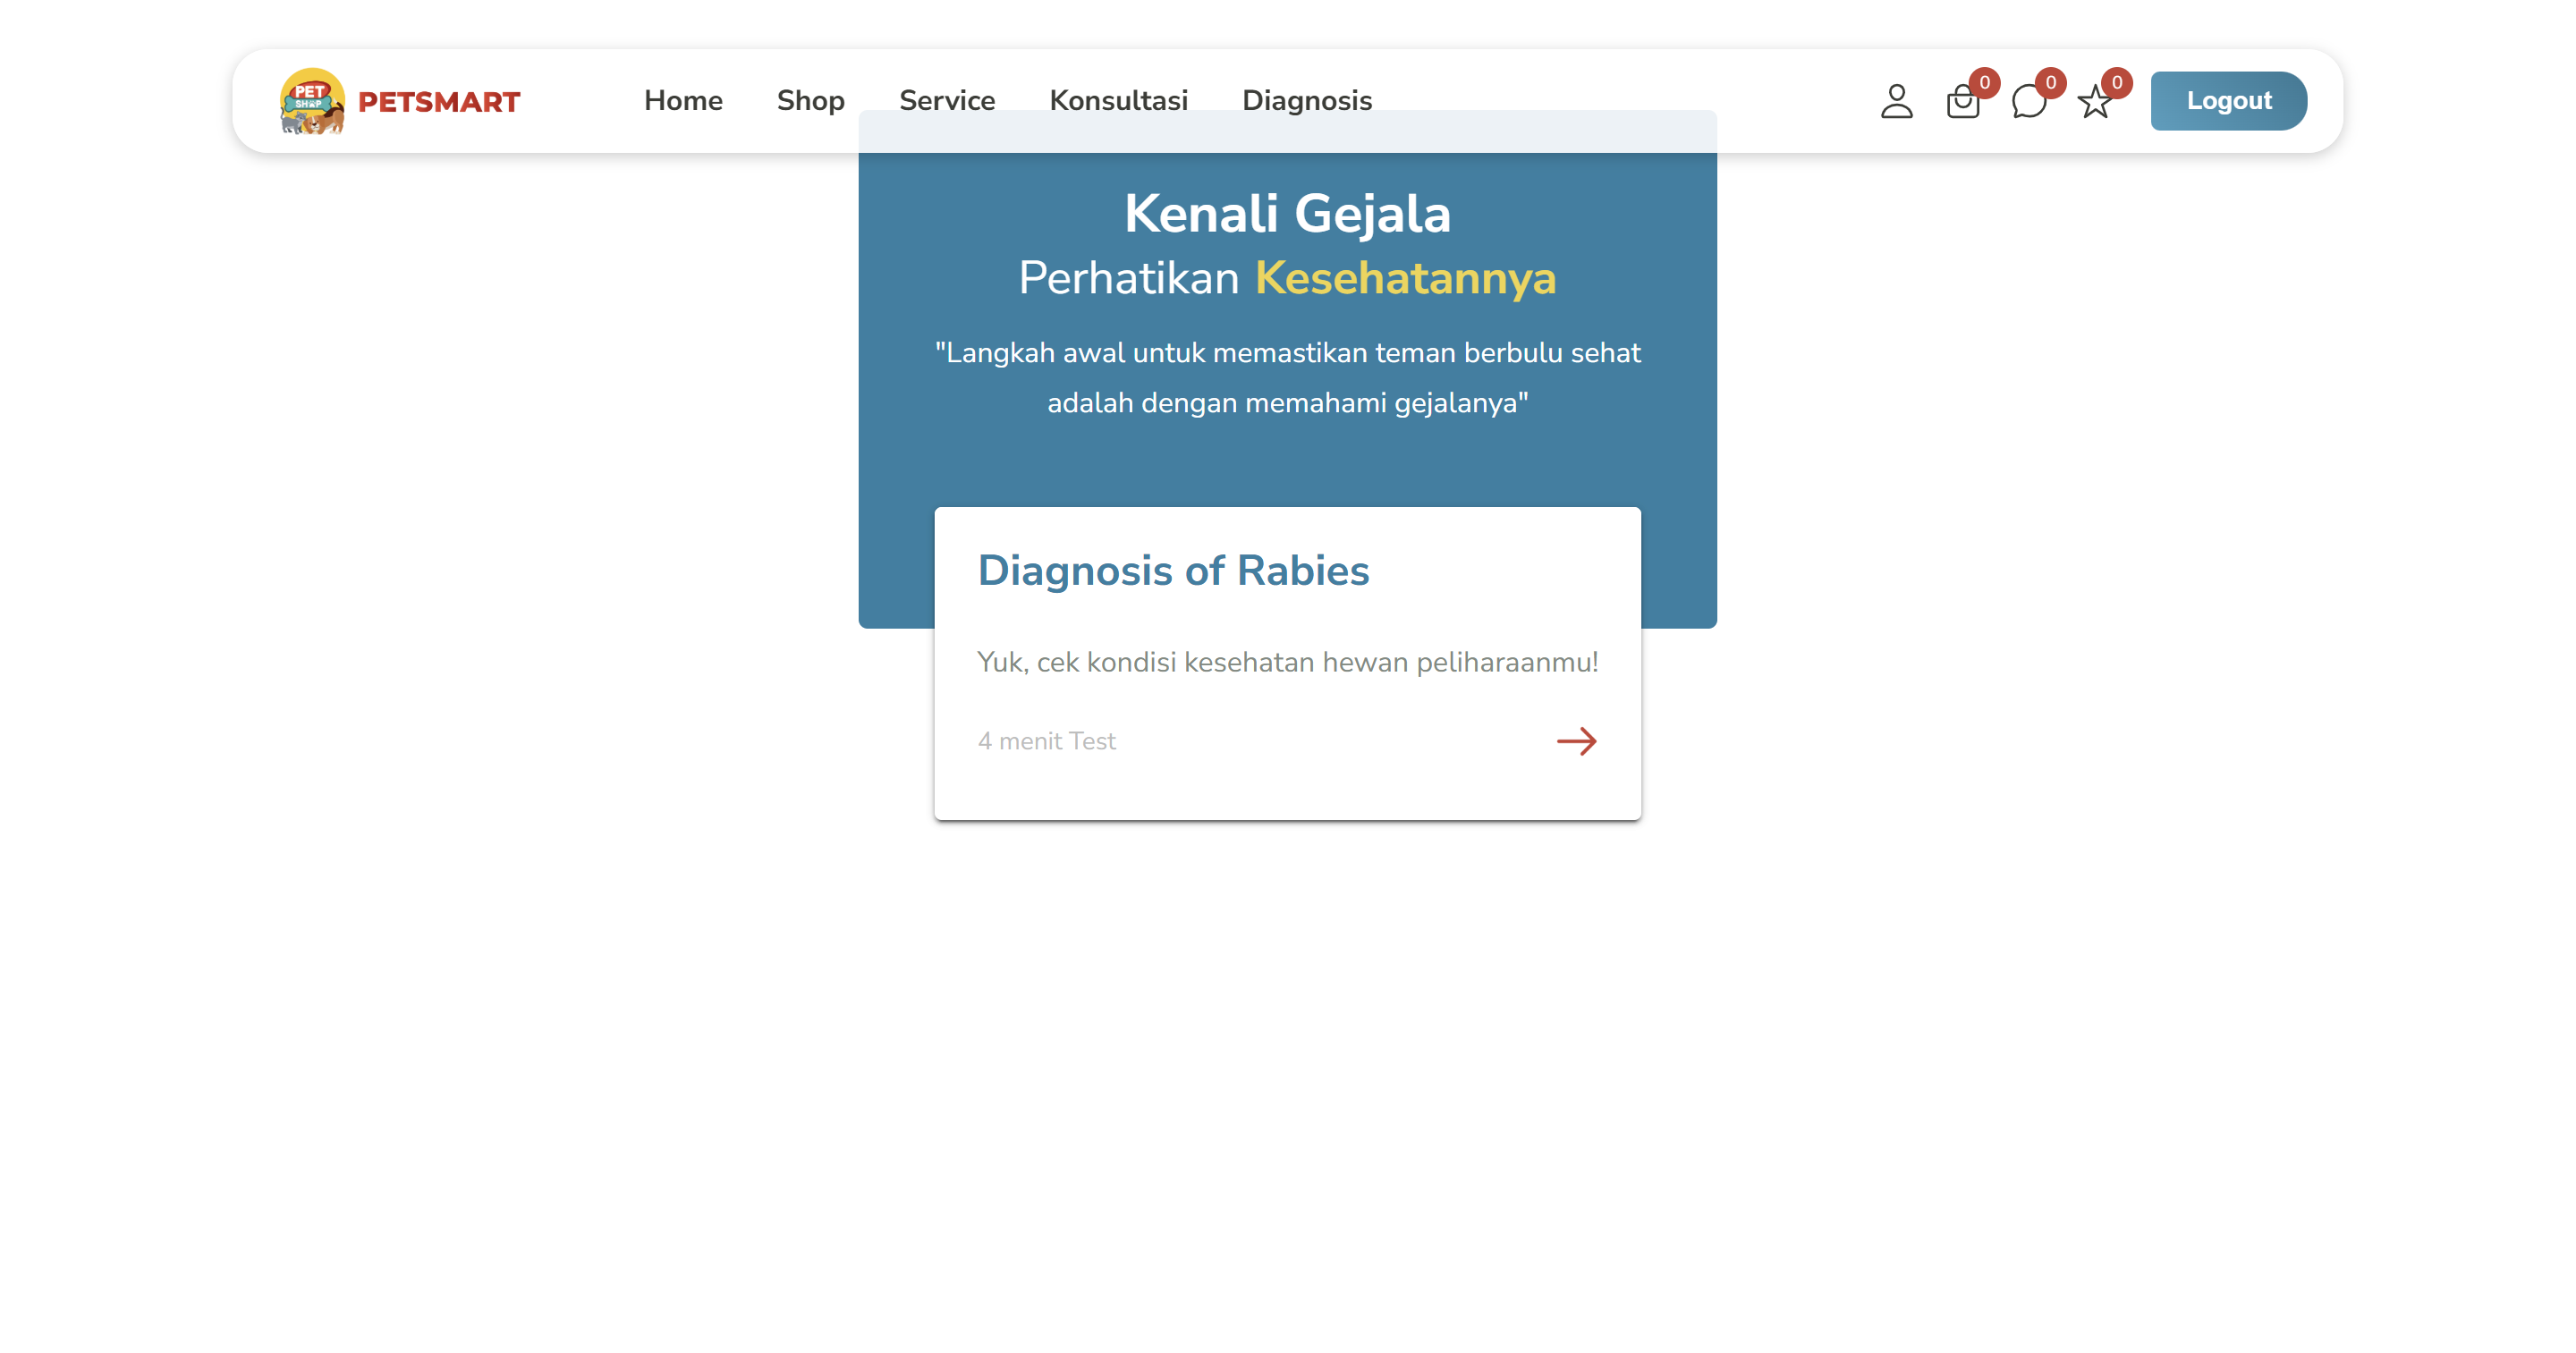 PET
SHOP
PETSMART
Home
Shop
Service
Konsultasi
Diagnosis
0
0
0
Logout
Kenali Gejala
Perhatikan Kesehatannya
"Langkah awal untuk memastikan teman berbulu sehat
adalah dengan memahami gejalanya"
Diagnosis of Rabies
Yuk, cek kondisi kesehatan hewan peliharaanmu!
4 menit Test